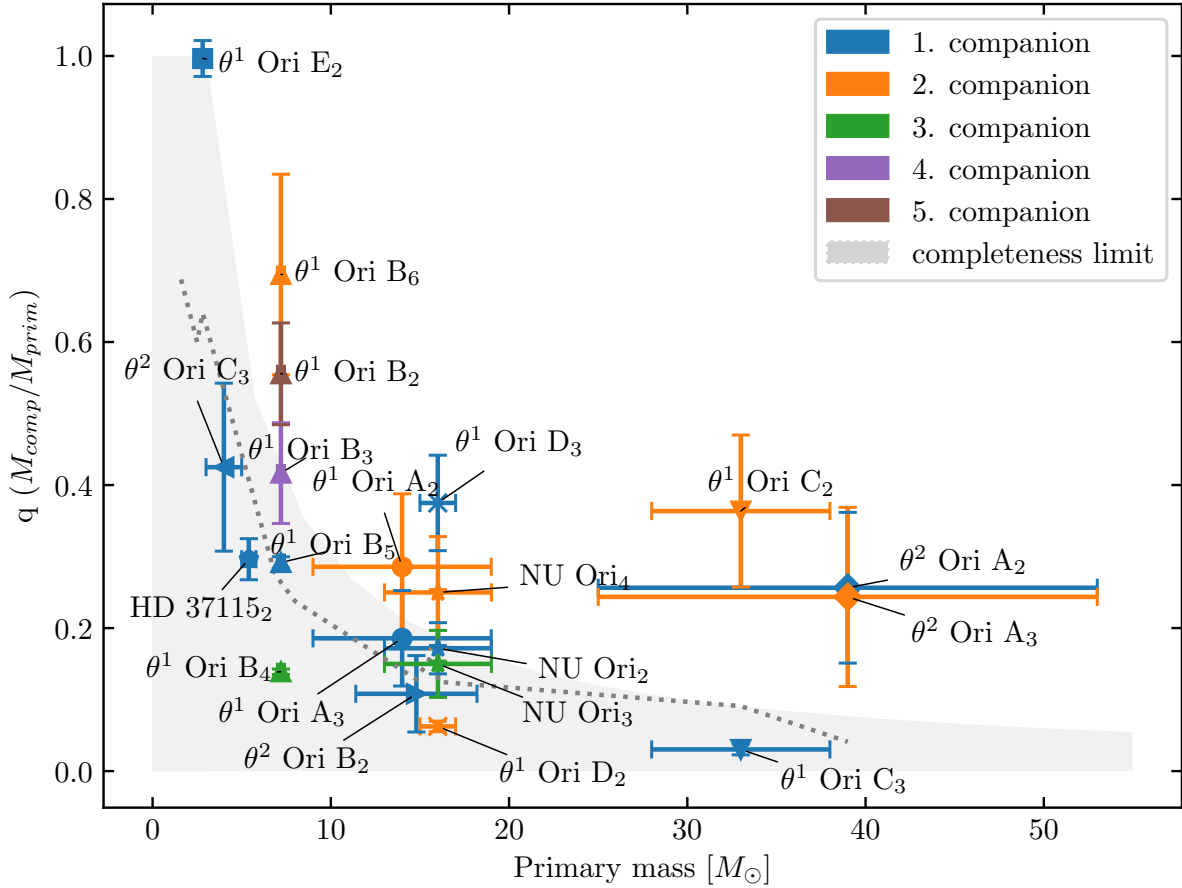 1.0
0.8
0.6
0.4
0.2
0.0
q (M_comp/M_prim)
θ¹ Ori E₂
θ¹ Ori B₆
θ² Ori C₃
θ¹ Ori B₂
θ¹ Ori B₃
θ¹ Ori D₃
θ¹ Ori A₂
θ¹ Ori C₂
θ¹ Ori B₅
NU Ori₄
θ² Ori A₂
HD 37115₂
θ² Ori A₃
θ¹ Ori B₄
NU Ori₂
θ¹ Ori A₃
NU Ori₃
θ² Ori B₂
θ¹ Ori D₂
θ¹ Ori C₃
1. companion
2. companion
3. companion
4. companion
5. companion
completeness limit
0 10 20 30 40 50
Primary mass [M⊙]